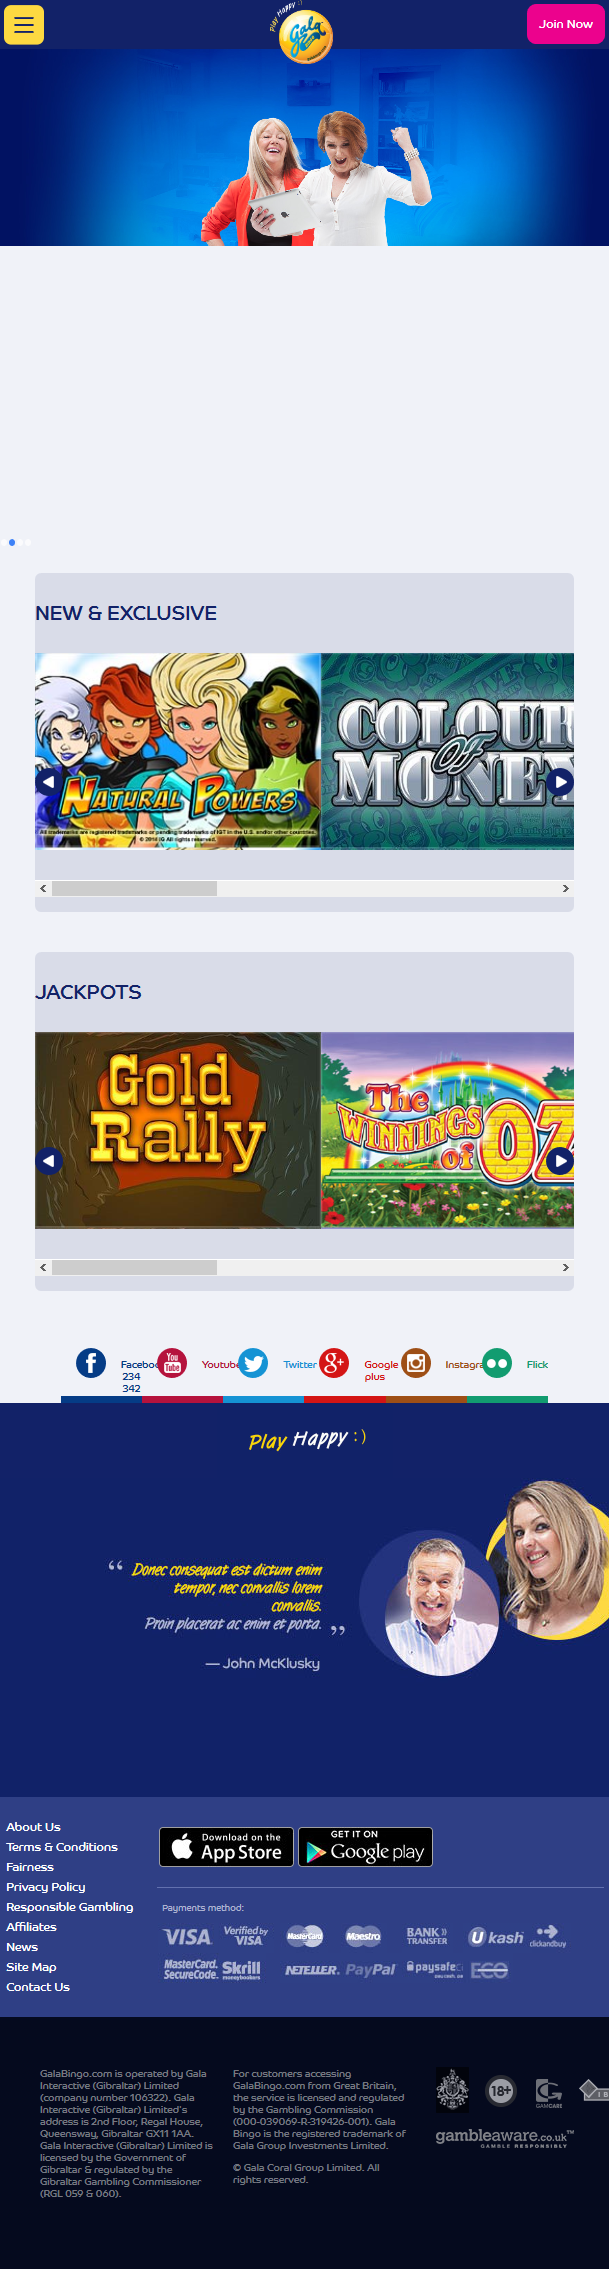 Play Happy :)
Gala
Join Now
NEW & EXCLUSIVE
NATURAL POWERS
All trademarks are registered trademarks or pending trademarks of IGT in the U.S. and/or other countries.
COLOUR
OF
MONEY
JACKPOTS
Gold
Rally
The
WINNINGS
of OZ
Faceboo
234
342
You
Tube
Youtube
Twitter
Google
plus
Instagra
Flick
Play Happy :)
“ Donec consequat est dictum enim
tempor, nec convallis lorem
convallis.
Proin placerat ac enim et porta. ”
— John McKlusky
About Us
Terms & Conditions
Fairness
Privacy Policy
Responsible Gambling
Affiliates
News
Site Map
Contact Us
Download on the
App Store
GET IT ON
Google play
Payments method:
VISA
Verified by
VISA
MasterCard
Maestro
BANK
TRANSFER
Ukash
clickandbuy
MasterCard.
SecureCode.
Skrill
moneybookers
NETELLER.
PayPal
paysafe
ECO
GalaBingo.com is operated by Gala
Interactive (Gibraltar) Limited
(company number 106322). Gala
Interactive (Gibraltar) Limited's
address is 2nd Floor, Regal House,
Queensway, Gibraltar GX11 1AA.
Gala Interactive (Gibraltar) Limited is
licensed by the Government of
Gibraltar & regulated by the
Gibraltar Gambling Commissioner
(RGL 059 & 060).
For customers accessing
GalaBingo.com from Great Britain,
the service is licensed and regulated
by the Gambling Commission
(000-039069-R-319426-001). Gala
Bingo is the registered trademark of
Gala Group Investments Limited.
© Gala Coral Group Limited. All
rights reserved.
18+
GAMCARE
I B
gambleaware.co.uk™
GAMBLE RESPONSIBLY